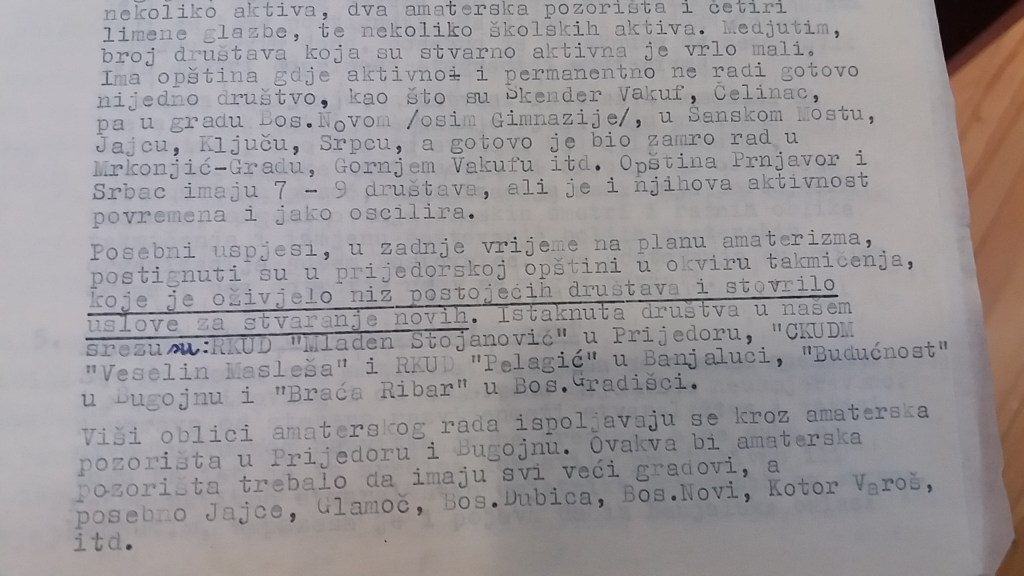 nekoliko aktiva, dva amaterska pozorišta i četiri
limene glazbe, te nekoliko školskih aktiva. Medjutim,
broj društava koja su stvarno aktivna je vrlo mali.
Ima opština gdje aktivno i permanentno ne radi gotovo
nijedno društvo, kao što su Skender Vakuf, Čelinac,
pa u gradu Bos.Novom /osim Gimnazije/, u Sanskom Mostu,
Jajcu, Ključu, Srpcu, a gotovo je bio zamro rad u
Mrkonjić-Gradu, Gornjem Vakufu itd. Opština Prnjavor i
Srbac imaju 7 - 9 društava, ali je i njihova aktivnost
povremena i jako oscilira.
Posebni uspjesi, u zadnje vrijeme na planu amaterizma,
postignuti su u prijedorskoj opštini u okviru takmičenja,
koje je oživjelo niz postojećih društava i stovrilo
uslove za stvaranje novih. Istaknuta društva u našem
srezu su: RKUD "Mladen Stojanović" u Prijedoru, "CKUDM
"Veselin Masleša" i RKUD "Pelagić" u Banjaluci, "Budućnost"
u Bugojnu i "Braća Ribar" u Bos.Gradišci.
Viši oblici amaterskog rada ispoljavaju se kroz amaterska
pozorišta u Prijedoru i Bugojnu. Ovakva bi amaterska
pozorišta trebalo da imaju svi veći gradovi, a
posebno Jajce, Glamoč, Bos.Dubica, Bos.Novi, Kotor Varoš,
itd.